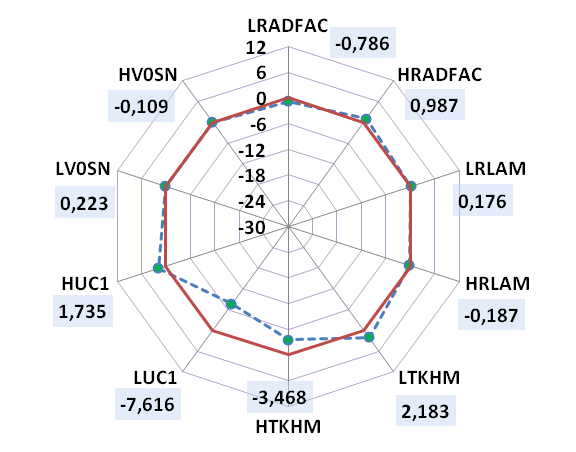 LRADFAC
-0,786
12
6
0
-6
-12
-18
-24
-30
HRADFAC
0,987
LRLAM
0,176
HRLAM
-0,187
LTKHM
2,183
-3,468
HTKHM
LUC1
-7,616
HUC1
1,735
LV0SN
0,223
HV0SN
-0,109